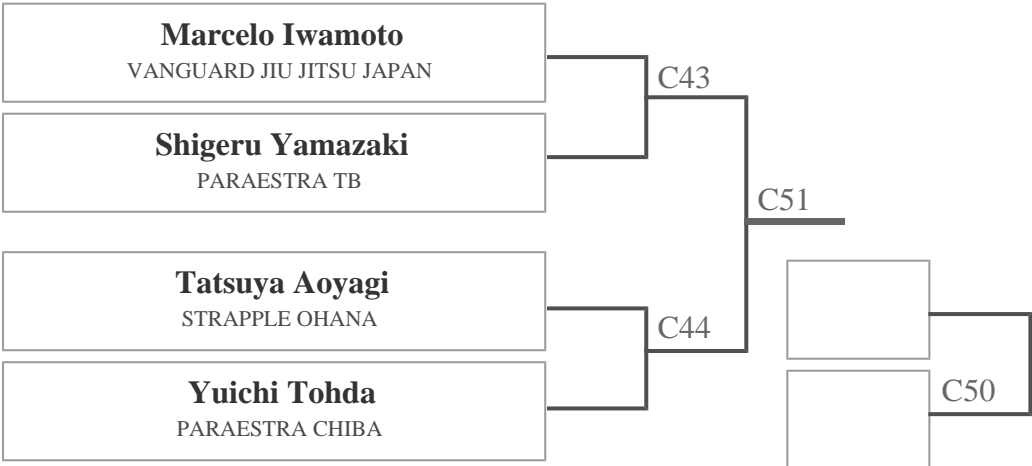 Marcelo Iwamoto
VANGUARD JIU JITSU JAPAN
C43
Shigeru Yamazaki
PARAESTRA TB
C51
Tatsuya Aoyagi
STRAPPLE OHANA
C44
Yuichi Tohda
PARAESTRA CHIBA
C50